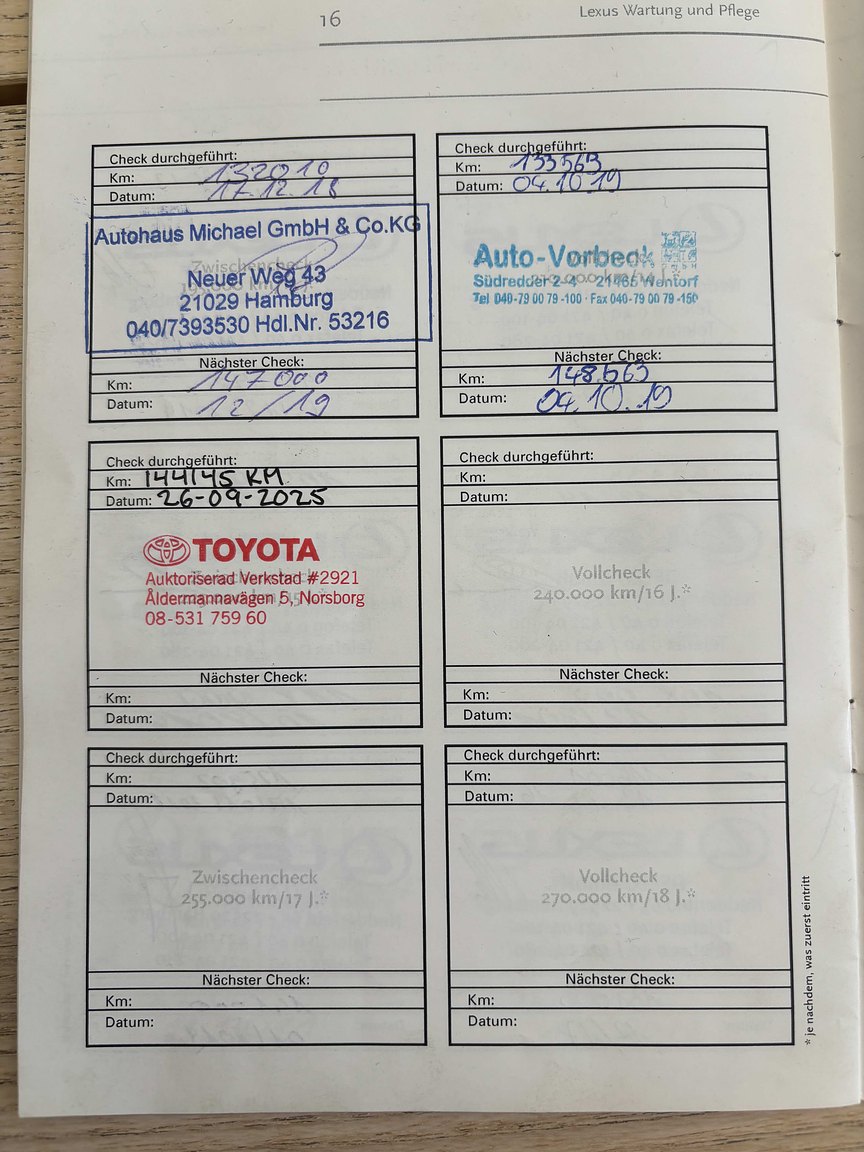 16
Lexus Wartung und Pflege
Check durchgeführt:
Km: 132010
Datum: 17.12.18
Autohaus Michael GmbH & Co.KG
Zwischencheck
Neuer Weg 43
21029 Hamburg
040/7393530 Hdl.Nr. 53216
Nächster Check:
Km: 147000
Datum: 12/19
Check durchgeführt:
Km: 133563
Datum: 04.10.19
Auto-Vorbeck
Südredder 2-4 · 21465 Wentorf
Tel 040-79 00 79 -100 · Fax 040-79 00 79 -150
Nächster Check:
Km: 148.563
Datum: 04.10.19
Check durchgeführt:
Km: 144145 KM
Datum: 26-09-2025
TOYOTA
Auktoriserad Verkstad #2921
Åldermannavägen 5, Norsborg
08-531 759 60
Nächster Check:
Km:
Datum:
Check durchgeführt:
Km:
Datum:
Vollcheck
240.000 km/16 J.*
Nächster Check:
Km:
Datum:
Check durchgeführt:
Km:
Datum:
Zwischencheck
255.000 km/17 J.*
Nächster Check:
Km:
Datum:
Check durchgeführt:
Km:
Datum:
Vollcheck
270.000 km/18 J.*
Nächster Check:
Km:
Datum:
* je nachdem, was zuerst eintritt